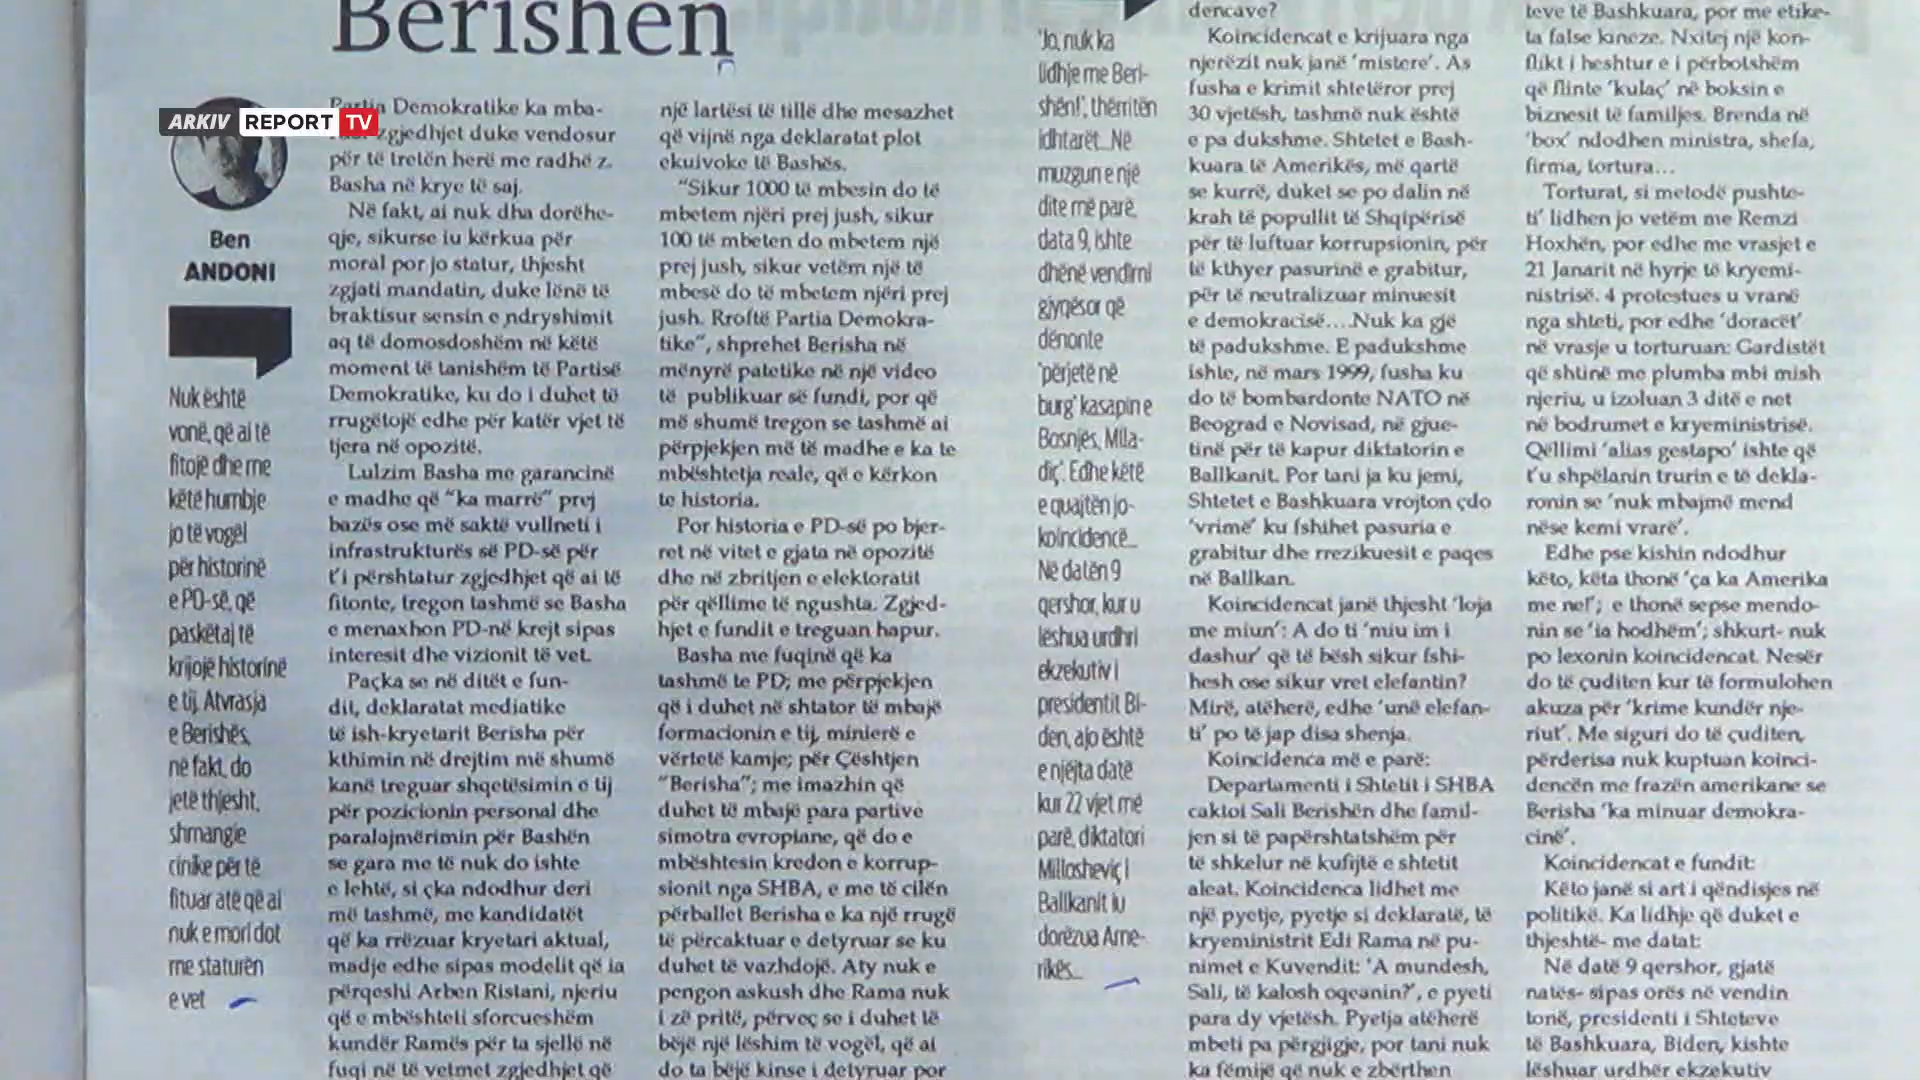 Berishën
ARKIV REPORT TV
Ben
ANDONI
Nuk është
vonë, që ai të
fitojë dhe me
këtë humbje
jo të vogël
për historinë
e PD-së, që
paskëtaj të
krijojë historinë
e tij. Atvrasja
e Berishës,
në fakt, do
jetë thjesht,
shmangie
cinike për të
fituar atë që ai
nuk e mori dot
me staturën
e vet
Partia Demokratike ka mba-
zgjedhjet duke vendosur
për të tretën herë me radhë z.
Basha në krye të saj.
Në fakt, ai nuk dha dorëhe-
qje, sikurse iu kërkua për
moral por jo statur, thjesht
zgjati mandatin, duke lënë të
braktisur sensin e ndryshimit
aq të domosdoshëm në këtë
moment të tanishëm të Partisë
Demokratike, ku do i duhet të
rrugëtojë edhe për katër vjet të
tjera në opozitë.
Lulzim Basha me garancinë
e madhe që “ka marrë” prej
bazës ose më saktë vullneti i
infrastrukturës së PD-së për
t’i përshtatur zgjedhjet që ai të
fitonte, tregon tashmë se Basha
e menaxhon PD-në krejt sipas
interesit dhe vizionit të vet.
Paçka se në ditët e fun-
dit, deklaratat mediatike
të ish-kryetarit Berisha për
kthimin në drejtim më shumë
kanë treguar shqetësimin e tij
për pozicionin personal dhe
paralajmërimin për Bashën
se gara me të nuk do ishte
e lehtë, si çka ndodhur deri
më tashmë, me kandidatët
që ka rrëzuar kryetari aktual,
madje edhe sipas modelit që ia
përqeshi Arben Ristani, njeriu
që e mbështeti sforcueshëm
kundër Ramës për ta sjellë në
fuqi në të vetmet zgjedhjet që
një lartësi të tillë dhe mesazhet
që vijnë nga deklaratat plot
ekuivoke të Bashës.
“Sikur 1000 të mbesin do të
mbetem njëri prej jush, sikur
100 të mbeten do mbetem një
prej jush, sikur vetëm një të
mbesë do të mbetem njëri prej
jush. Rroftë Partia Demokra-
tike”, shprehet Berisha në
mënyrë patetike në një video
të publikuar së fundi, por që
më shumë tregon se tashmë ai
përpjekjen më të madhe e ka te
mbështetja reale, që e kërkon
te historia.
Por historia e PD-së po bjer-
ret në vitet e gjata në opozitë
dhe në zbritjen e elektoratit
për qëllime të ngushta. Zgjed-
hjet e fundit e treguan hapur.
Basha me fuqinë që ka
tashmë te PD; me përpjekjen
që i duhet në shtator të mbajë
formacionin e tij, minierë e
vërtetë kamje; për Çështjen
“Berisha”; me imazhin që
duhet të mbajë para partive
simotra evropiane, që do e
mbështesin kredon e korrup-
sionit nga SHBA, e me të cilën
përballet Berisha e ka një rrugë
të përcaktuar e detyruar se ku
duhet të vazhdojë. Aty nuk e
pengon askush dhe Rama nuk
i zë pritë, përveç se i duhet të
bëjë një lëshim të vogël, që ai
do ta bëjë kinse i detyruar por
‘Jo, nuk ka
lidhje me Beri-
shën!’, thërritën
idhtarët...Në
muzgun e një
dite më parë,
data 9, ishte
dhënë vendimi
gjyqësor që
dënonte
‘përjetë në
burg’ kasapin e
Bosnjës, Mlla-
diç’. Edhe këtë
e quajtën jo-
koincidencë...
Në datën 9
qershor, kur u
lëshua urdhri
ekzekutiv i
presidentit Bi-
den, ajo është
e njëjta datë
kur 22 vjet më
parë, diktatori
Millosheviç i
Ballkanit iu
dorëzua Ame-
rikës...
dencave?
Koincidencat e krijuara nga
njerëzit nuk janë ‘mistere’. As
fusha e krimit shtetëror prej
30 vjetësh, tashmë nuk është
e pa dukshme. Shtetet e Bash-
kuara të Amerikës, më qartë
se kurrë, duket se po dalin në
krah të popullit të Shqipërisë
për të luftuar korrupsionin, për
të kthyer pasurinë e grabitur,
për të neutralizuar minuesit
e demokracisë....Nuk ka gjë
të padukshme. E padukshme
ishte, në mars 1999, fusha ku
do të bombardonte NATO në
Beograd e Novisad, në gjue-
tinë për të kapur diktatorin e
Ballkanit. Por tani ja ku jemi,
Shtetet e Bashkuara vrojton çdo
‘vrimë’ ku fshihet pasuria e
grabitur dhe rrezikuesit e paqes
në Ballkan.
Koincidencat janë thjesht ‘loja
me miun’: A do ti ‘miu im i
dashur’ që të bësh sikur fshi-
hesh ose sikur vret elefantin?
Mirë, atëherë, edhe ‘unë elefan-
ti’ po të jap disa shenja.
Koincidenca më e parë:
Departamenti i Shtetit i SHBA
caktoi Sali Berishën dhe famil-
jen si të papërshtatshëm për
të shkelur në kufijtë e shtetit
aleat. Koincidenca lidhet me
një pyetje, pyetje si deklaratë, të
kryeministrit Edi Rama në pu-
nimet e Kuvendit: ‘A mundesh,
Sali, të kalosh oqeanin?’, e pyeti
para dy vjetësh. Pyetja atëherë
mbeti pa përgjigje, por tani nuk
ka fëmijë që nuk e zbërthen
teve të Bashkuara, por me etike-
ta false kineze. Nxitej një kon-
flikt i heshtur e i përbotshëm
që flinte ‘kulaç’ në boksin e
biznesit të familjes. Brenda në
‘box’ ndodhen ministra, shefa,
firma, tortura...
Torturat, si metodë pushte-
ti’ lidhen jo vetëm me Remzi
Hoxhën, por edhe me vrasjet e
21 Janarit në hyrje të kryemi-
nistrisë. 4 protestues u vranë
nga shteti, por edhe ‘doracët’
në vrasje u torturuan: Gardistët
që shtinë me plumba mbi mish
njeriu, u izoluan 3 ditë e net
në bodrumet e kryeministrisë.
Qëllimi ‘alias gestapo’ ishte që
t’u shpëlanin trurin e të dekla-
ronin se ‘nuk mbajmë mend
nëse kemi vrarë’.
Edhe pse kishin ndodhur
këto, këta thonë ‘ça ka Amerika
me ne!’; e thonë sepse mendo-
nin se ‘ia hodhëm’; shkurt- nuk
po lexonin koincidencat. Nesër
do të çuditen kur të formulohen
akuza për ‘krime kundër nje-
riut’. Me siguri do të çuditen,
përderisa nuk kuptuan koinci-
dencën me frazën amerikane se
Berisha ‘ka minuar demokra-
cinë’.
Koincidencat e fundit:
Këto janë si art i qëndisjes në
politikë. Ka lidhje që duket e
thjeshtë- me datat:
Në datë 9 qershor, gjatë
natës- sipas orës në vendin
tonë, presidenti i Shteteve
të Bashkuara, Biden, kishte
lëshuar urdhër ekzekutiv